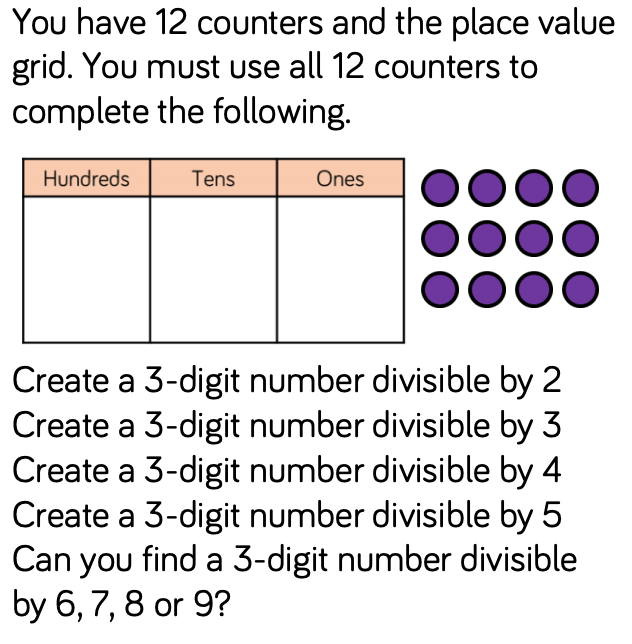 You have 12 counters and the place value
grid. You must use all 12 counters to
complete the following.
Hundreds Tens Ones
Create a 3-digit number divisible by 2
Create a 3-digit number divisible by 3
Create a 3-digit number divisible by 4
Create a 3-digit number divisible by 5
Can you find a 3-digit number divisible
by 6, 7, 8 or 9?